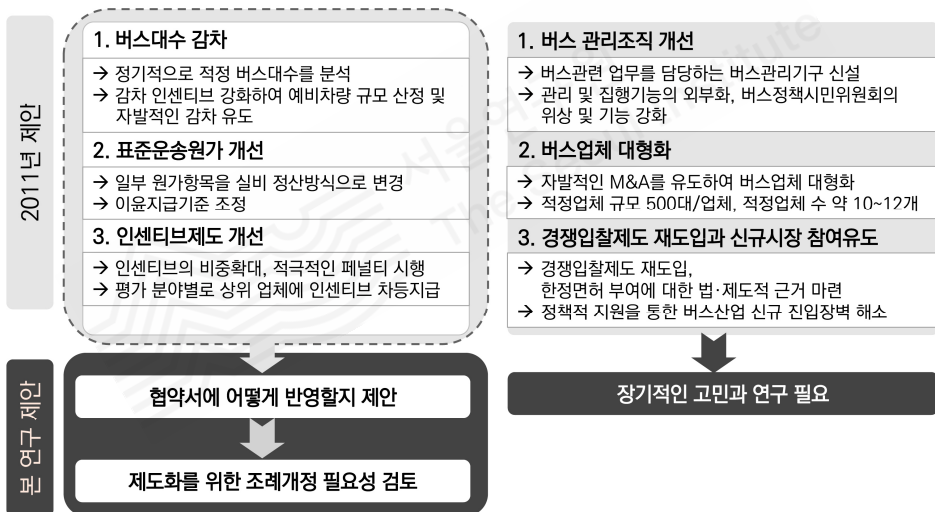 2011년 제안
1. 버스대수 감차
→ 정기적으로 적정 버스대수를 분석
→ 감차 인센티브 강화하여 예비차량 규모 산정 및
자발적인 감차 유도
2. 표준운송원가 개선
→ 일부 원가항목을 실비 정산방식으로 변경
→ 이윤지급기준 조정
3. 인센티브제도 개선
→ 인센티브의 비중확대, 적극적인 페널티 시행
→ 평가 분야별로 상위 업체에 인센티브 차등지급
1. 버스 관리조직 개선
→ 버스관련 업무를 담당하는 버스관리기구 신설
→ 관리 및 집행기능의 외부화, 버스정책시민위원회의
위상 및 기능 강화
2. 버스업체 대형화
→ 자발적인 M&A를 유도하여 버스업체 대형화
→ 적정업체 규모 500대/업체, 적정업체 수 약 10~12개
3. 경쟁입찰제도 재도입과 신규시장 참여유도
→ 경쟁입찰제도 재도입,
한정면허 부여에 대한 법·제도적 근거 마련
→ 정책적 지원을 통한 버스산업 신규 진입장벽 해소
본 연구 제안
협약서에 어떻게 반영할지 제안
제도화를 위한 조례개정 필요성 검토
장기적인 고민과 연구 필요